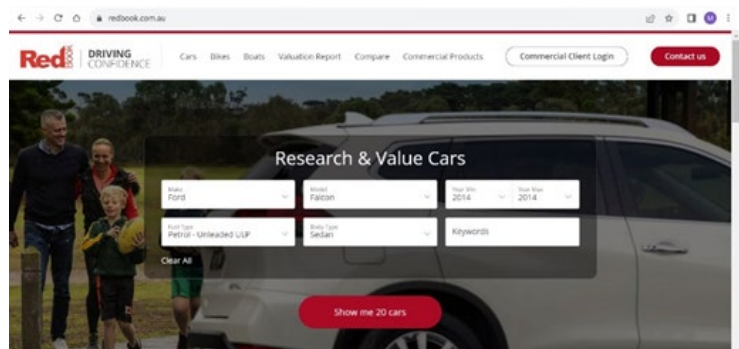 redbook.com.au
RedBOOK DRIVING CONFIDENCE Cars Bikes Boats Valuation Report Compare Commercial Products Commercial Client Login Contact us
Research & Value Cars
Make Model Year Min Year Max
Ford Falcon 2014 2014
Fuel Type Body Type
Petrol - Unleaded ULP Sedan Keywords
Clear All
Show me 20 cars